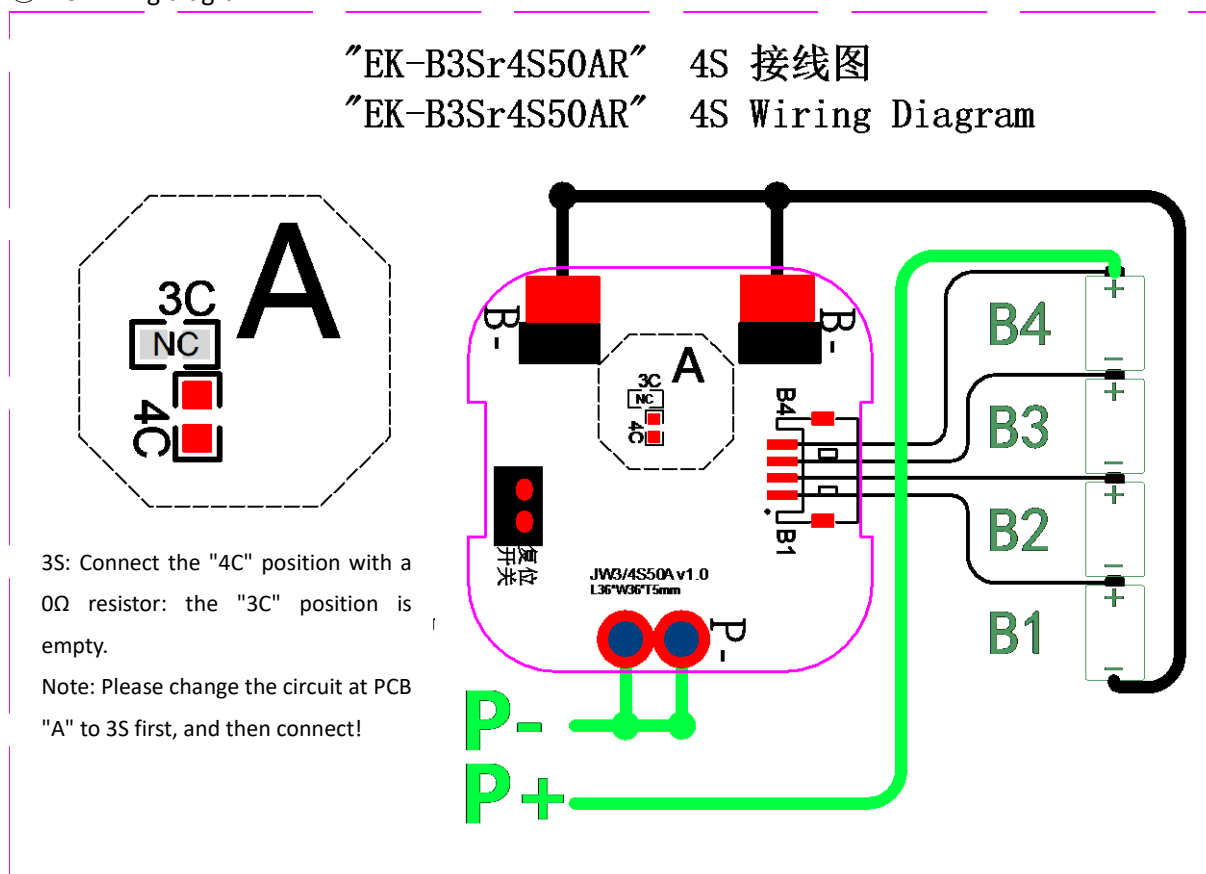 "EK-B3Sr4S50AR" 4S 接线图
"EK-B3Sr4S50AR" 4S Wiring Diagram
A
3C
NC
4C
3S: Connect the "4C" position with a
0Ω resistor: the "3C" position is
empty.
Note: Please change the circuit at PCB
"A" to 3S first, and then connect!
B-
B-
A
3C
NC
4C
B4
B1
复位
开关
JW3/4S50A v1.0
L36*W36*T5mm
P-
P-
P+
+
B4
-
+
B3
-
+
B2
+
B1
-